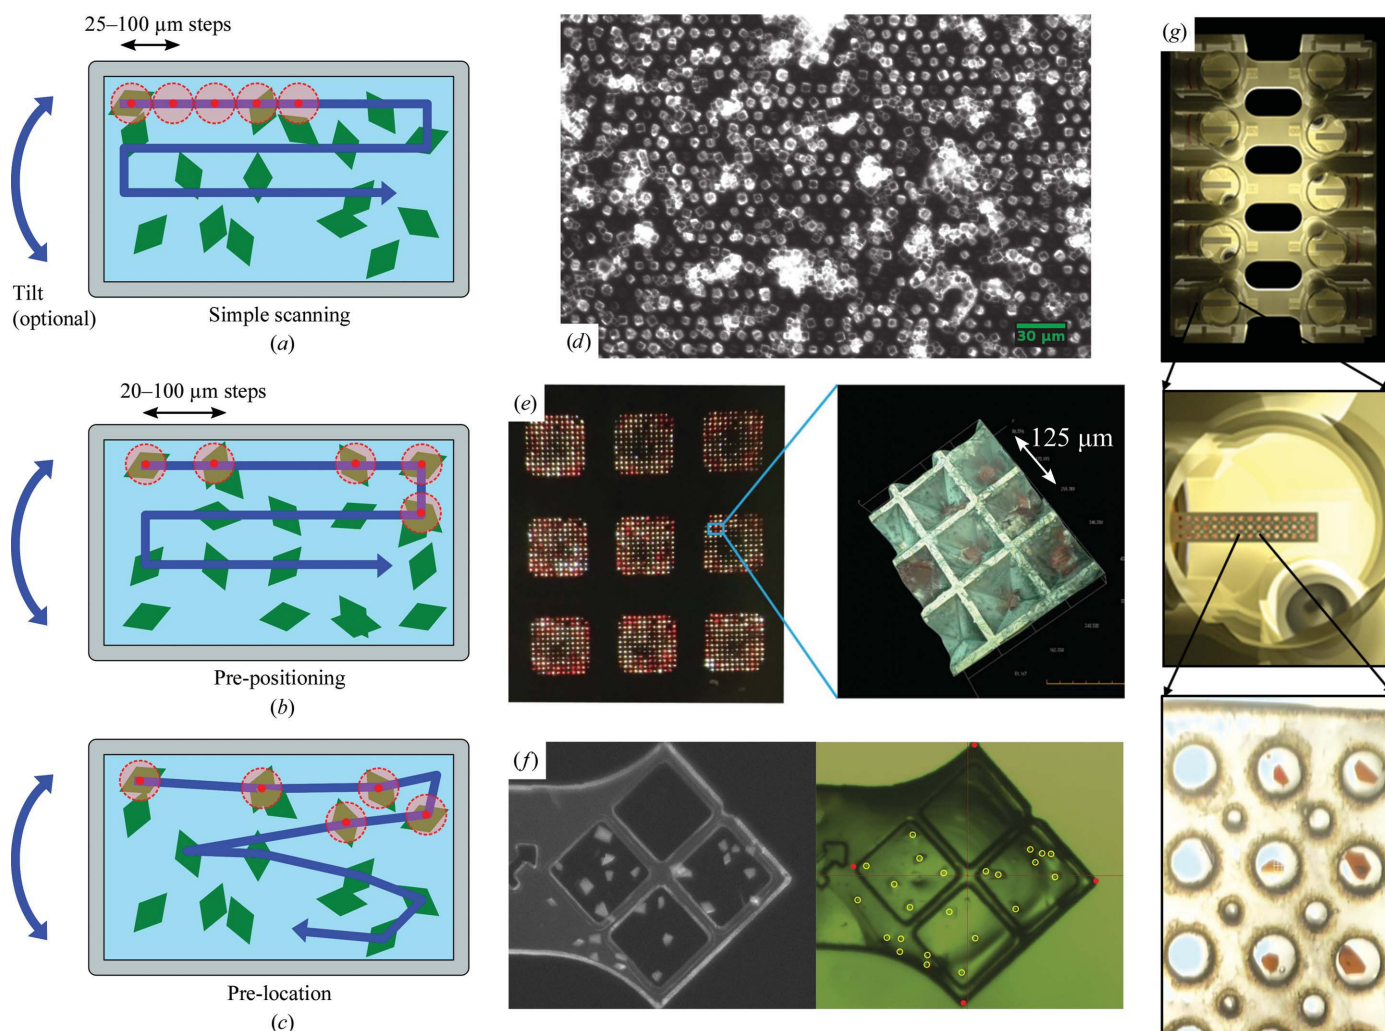 25–100 µm steps
Tilt
(optional)
Simple scanning
(a)
20–100 µm steps
Pre-positioning
(b)
Pre-location
(c)
(d)
30 µm
(e)
125 µm
(f)
(g)